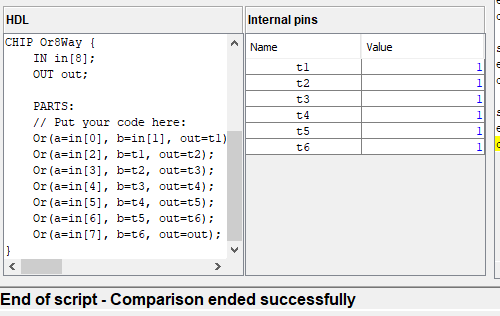 HDL
CHIP Or8Way {
IN in[8];
OUT out;
PARTS:
// Put your code here:
Or(a=in[0], b=in[1], out=t1)
Or(a=in[2], b=t1, out=t2);
Or(a=in[3], b=t2, out=t3);
Or(a=in[4], b=t3, out=t4);
Or(a=in[5], b=t4, out=t5);
Or(a=in[6], b=t5, out=t6);
Or(a=in[7], b=t6, out=out);
}
Internal pins
Name Value
t1 1
t2 1
t3 1
t4 1
t5 1
t6 1
End of script - Comparison ended successfully